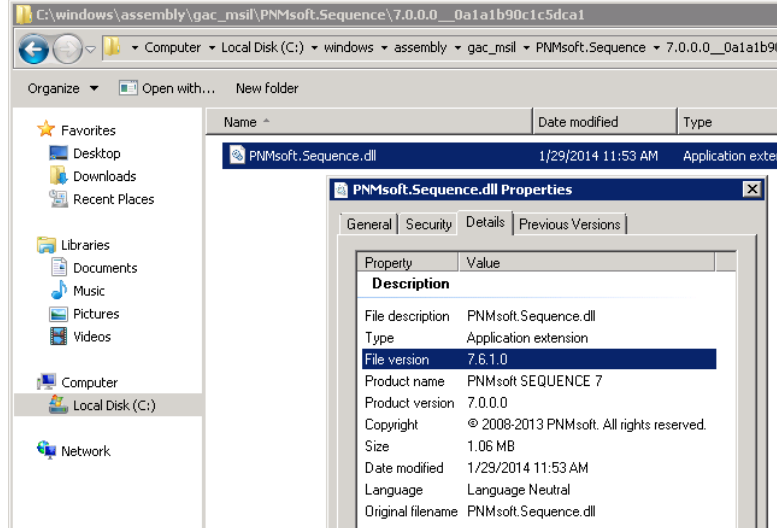 C:\windows\assembly\gac_msil\PNMsoft.Sequence\7.0.0.0__0a1a1b90c1c5dca1
Computer Local Disk (C:) windows assembly gac_msil PNMsoft.Sequence 7.0.0.0__0a1a1b9
Organize Open with... New folder
Name Date modified Type
Favorites
Desktop
Downloads
Recent Places
Libraries
Documents
Music
Pictures
Videos
Computer
Local Disk (C:)
Network
PNMsoft.Sequence.dll 1/29/2014 11:53 AM Application exte
PNMsoft.Sequence.dll Properties
General Security Details Previous Versions
Property Value
Description
File description PNMsoft.Sequence.dll
Type Application extension
File version 7.6.1.0
Product name PNMsoft SEQUENCE 7
Product version 7.0.0.0
Copyright © 2008-2013 PNMsoft. All rights reserved.
Size 1.06 MB
Date modified 1/29/2014 11:53 AM
Language Language Neutral
Original filename PNMsoft.Sequence.dll